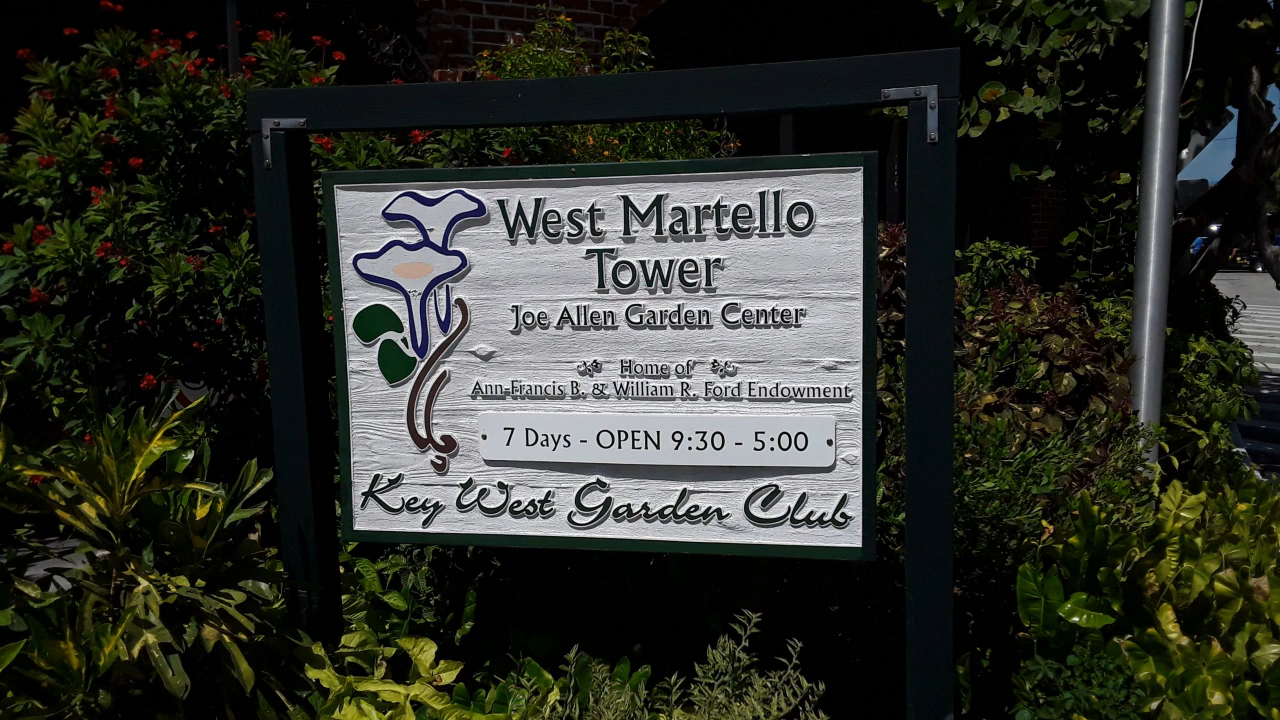 West Martello
Tower
Joe Allen Garden Center
Home of
Ann-Francis B. & William R. Ford Endowment
7 Days - OPEN 9:30 - 5:00
Key West Garden Club